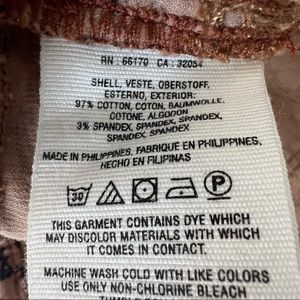 RN : 66170 CA : 32054
SHELL, VESTE, OBERSTOFF,
ESTERNO, EXTERIOR:
97% COTTON, COTON, BAUMWOLLE,
COTONE, ALGODON
3% SPANDEX, SPANDEX, SPANDEX,
SPANDEX, SPANDEX
MADE IN PHILIPPINES, FABRIQUE EN PHILIPPINES,
HECHO EN FILIPINAS
30 P
THIS GARMENT CONTAINS DYE WHICH
MAY DISCOLOR MATERIALS WITH WHICH
IT COMES IN CONTACT.
MACHINE WASH COLD WITH LIKE COLORS
USE ONLY NON-CHLORINE BLEACH